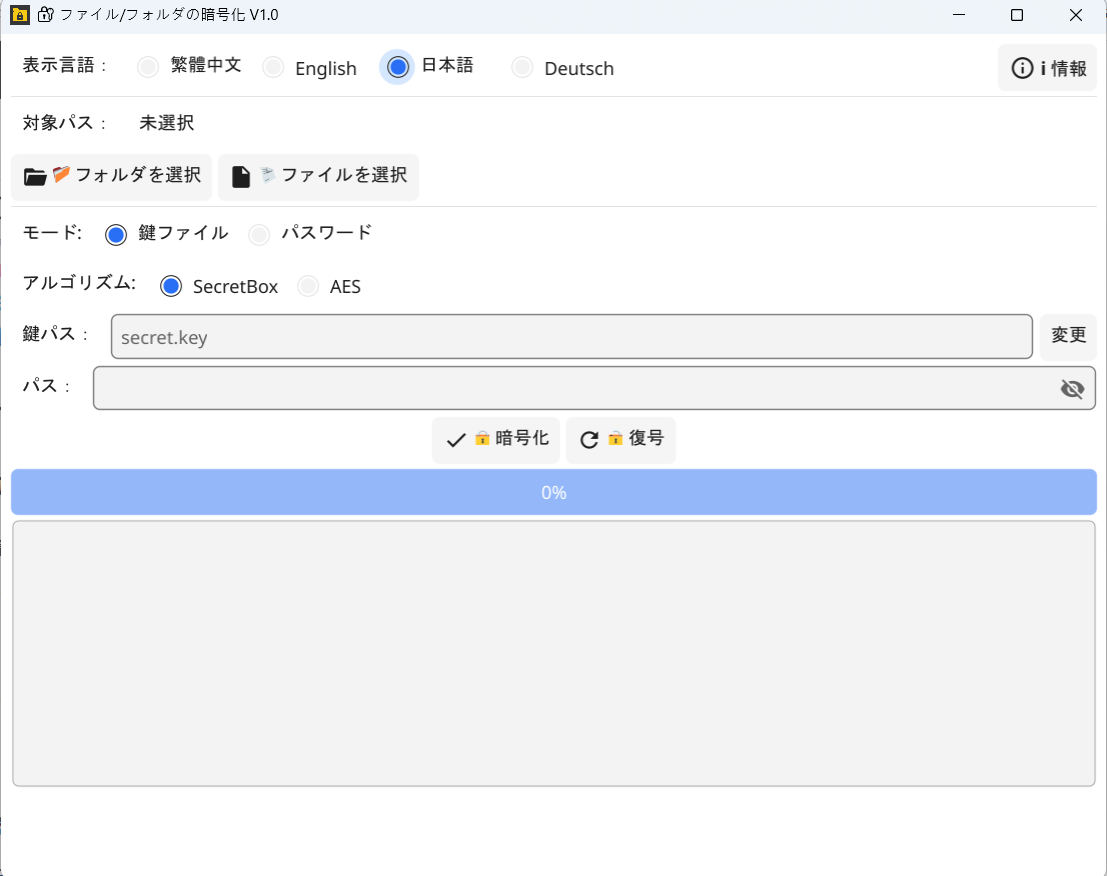 ファイル/フォルダの暗号化 V1.0
表示言語： 繁體中文 English 日本語 Deutsch i 情報
対象パス： 未選択
フォルダを選択 ファイルを選択
モード: 鍵ファイル パスワード
アルゴリズム: SecretBox AES
鍵パス： secret.key 変更
パス：
暗号化 復号
0%